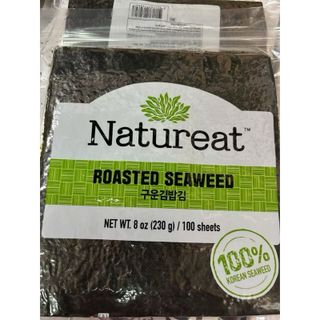 Natureat™
ROASTED SEAWEED
구운김밥김
NET WT. 8 oz (230 g) / 100 sheets
100%
KOREAN SEAWEED